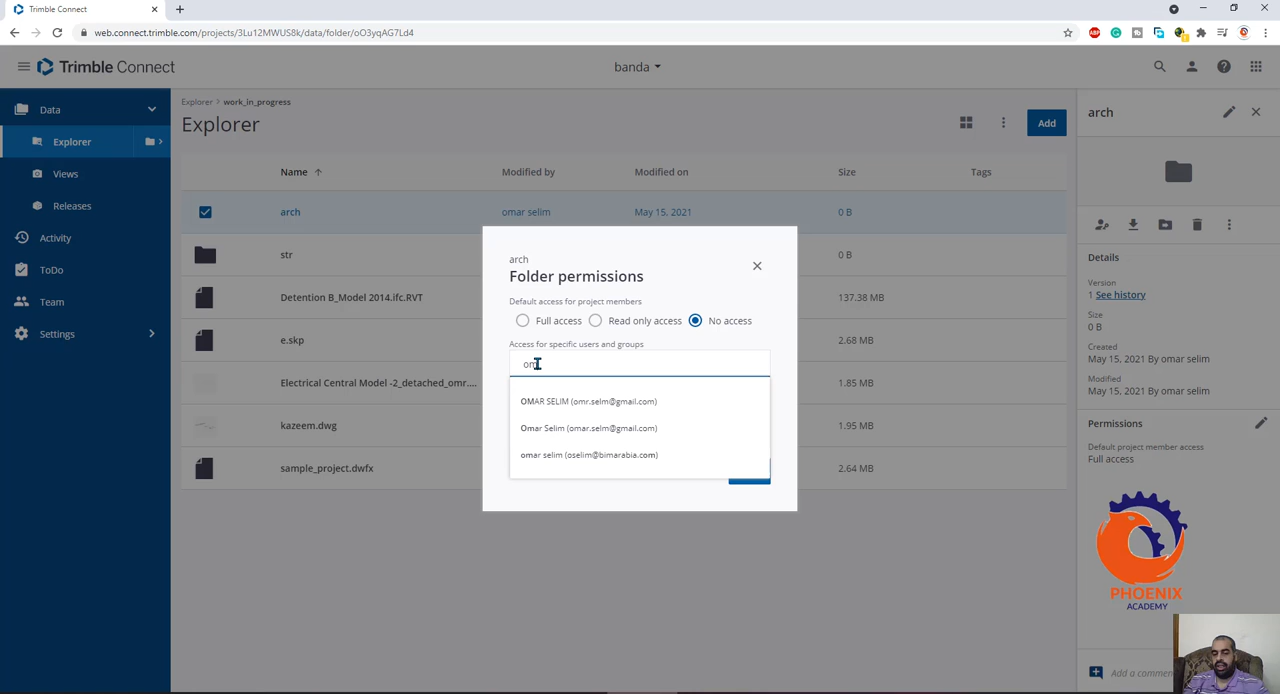 Trimble Connect
web.connect.trimble.com/projects/3Lu12MWUS8k/data/folder/oO3yqAG7Ld4
Trimble Connect
banda
Data
Explorer
Views
Releases
Activity
ToDo
Team
Settings
Explorer > work_in_progress
Explorer
Add
Name Modified by Modified on Size Tags
arch omar selim May 15, 2021 0 B
str 0 B
Detention B_Model 2014.ifc.RVT 137.38 MB
e.skp 2.68 MB
Electrical Central Model -2_detached_omr.... 1.85 MB
kazeem.dwg 1.95 MB
sample_project.dwfx 2.64 MB
arch
Folder permissions
Default access for project members
Full access Read only access No access
Access for specific users and groups
om
OMAR SELIM (omr.selm@gmail.com)
Omar Selim (omar.selm@gmail.com)
omar selim (oselim@bimarabia.com)
arch
Details
Version
1 See history
Size
0 B
Created
May 15, 2021 By omar selim
Modified
May 15, 2021 By omar selim
Permissions
Default project member access
Full access
PHOENIX
ACADEMY
Add a commen